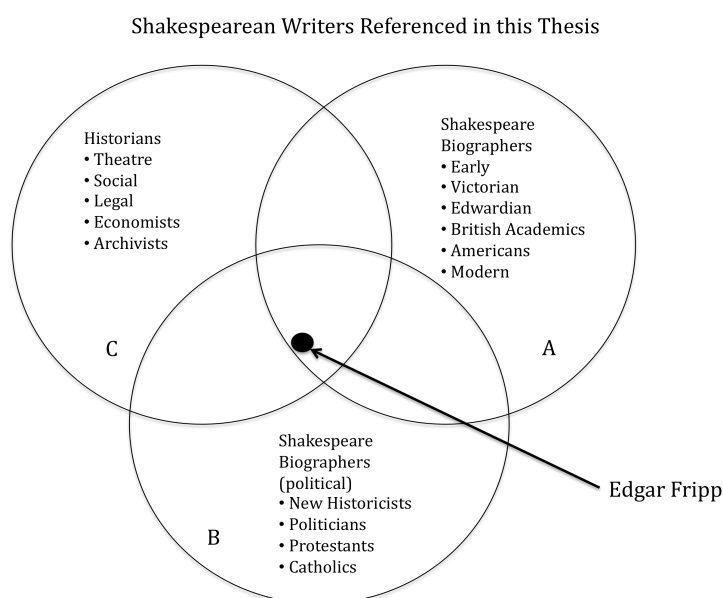 Shakespearean Writers Referenced in this Thesis
Historians
• Theatre
• Social
• Legal
• Economists
• Archivists
C
Shakespeare
Biographers
• Early
• Victorian
• Edwardian
• British Academics
• Americans
• Modern
A
Shakespeare
Biographers
(political)
• New Historicists
• Politicians
• Protestants
• Catholics
B
Edgar Fripp